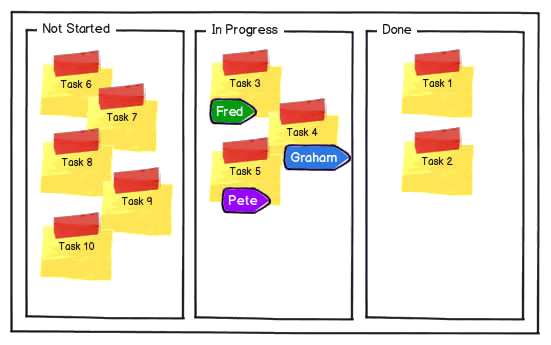 Not Started
Task 6
Task 7
Task 8
Task 9
Task 10
In Progress
Task 3
Fred
Task 4
Graham
Task 5
Pete
Done
Task 1
Task 2